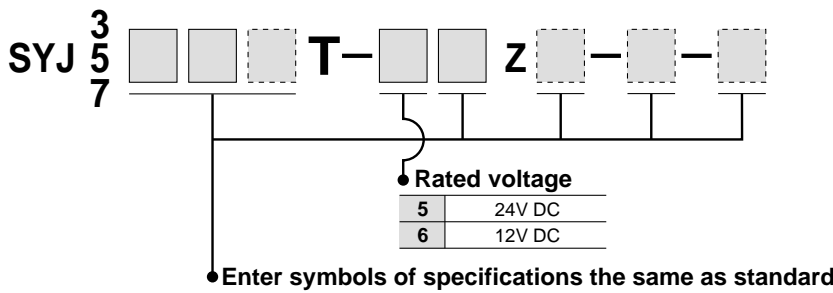 SYJ 3 5 7 T– Z – –
Rated voltage
5 24V DC
6 12V DC
Enter symbols of specifications the same as standard